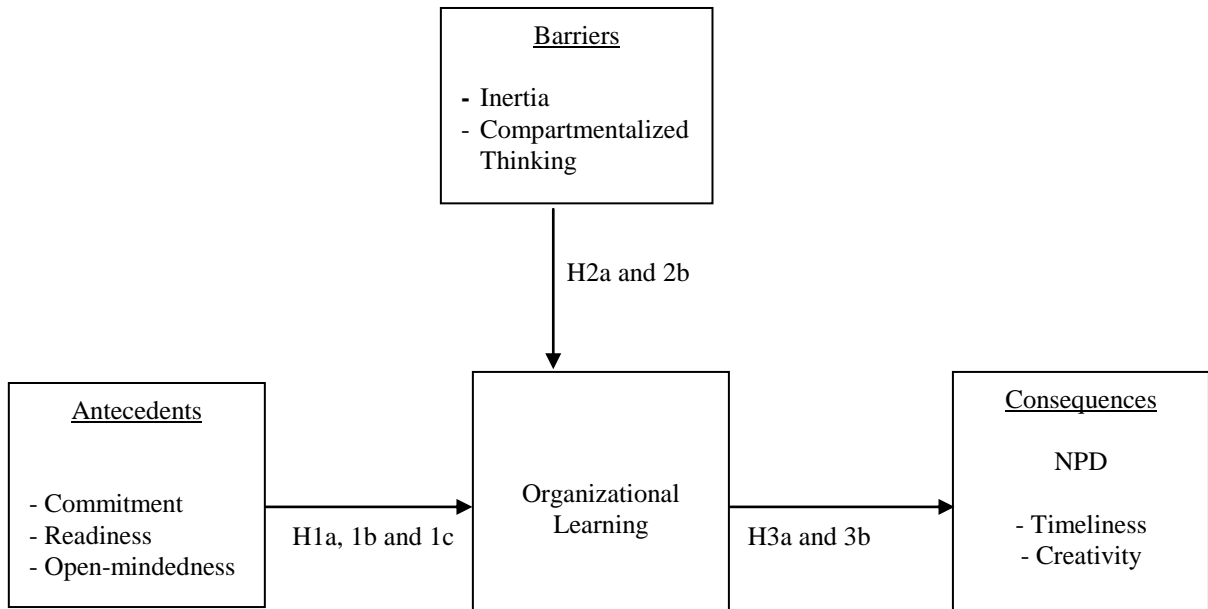 Barriers
- Inertia
- Compartmentalized
Thinking
H2a and 2b
Antecedents
- Commitment
- Readiness
- Open-mindedness
H1a, 1b and 1c
Organizational
Learning
H3a and 3b
Consequences
NPD
- Timeliness
- Creativity